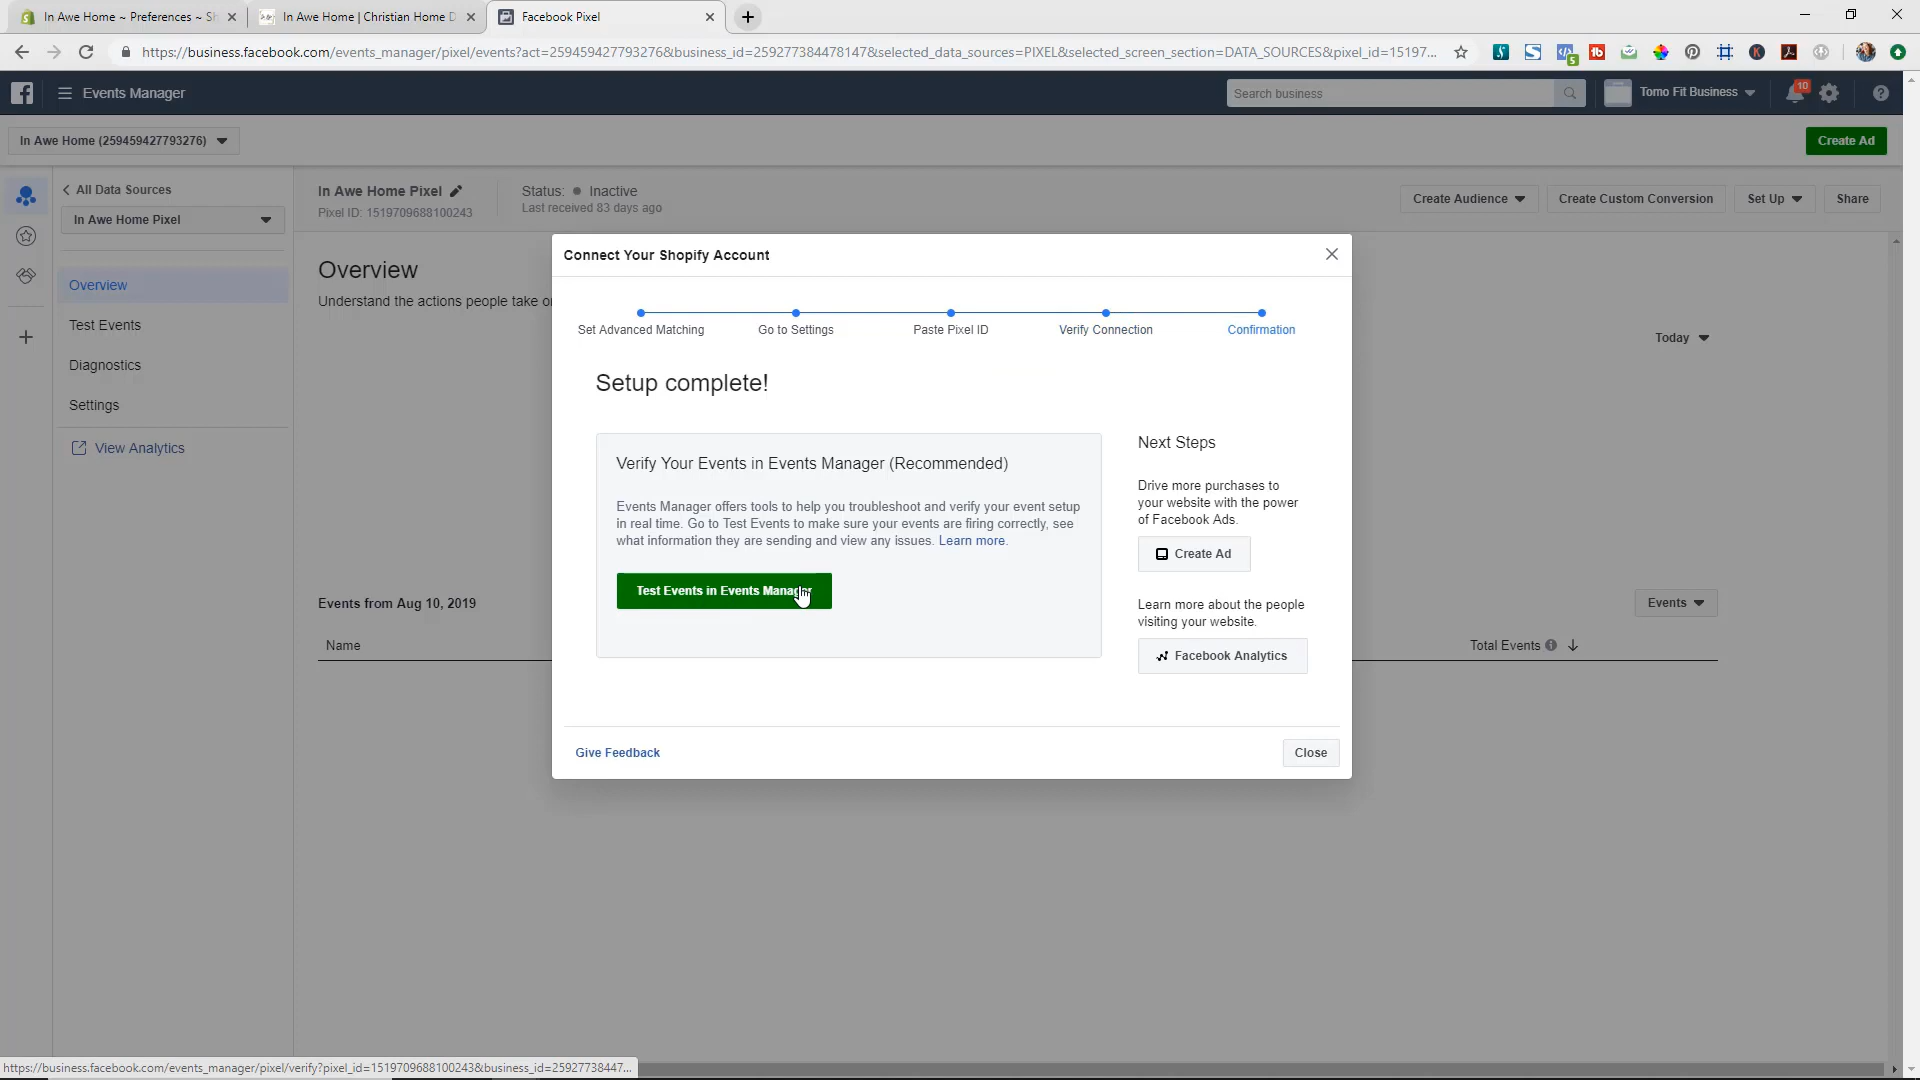 In Awe Home ~ Preferences ~ Sh
In Awe Home | Christian Home D
Facebook Pixel
https://business.facebook.com/events_manager/pixel/events?act=259459427793276&business_id=259277384478147&selected_data_sources=PIXEL&selected_screen_section=DATA_SOURCES&pixel_id=15197...
Events Manager
Search business
Tomo Fit Business
10
In Awe Home (259459427793276)
Create Ad
All Data Sources
In Awe Home Pixel
Overview
Test Events
Diagnostics
Settings
View Analytics
In Awe Home Pixel
Pixel ID: 1519709688100243
Status: Inactive
Last received 83 days ago
Create Audience
Create Custom Conversion
Set Up
Share
Overview
Understand the actions people take o
Today
Events from Aug 10, 2019
Events
Name
Total Events
Connect Your Shopify Account
Set Advanced Matching
Go to Settings
Paste Pixel ID
Verify Connection
Confirmation
Setup complete!
Verify Your Events in Events Manager (Recommended)
Events Manager offers tools to help you troubleshoot and verify your event setup
in real time. Go to Test Events to make sure your events are firing correctly, see
what information they are sending and view any issues. Learn more.
Test Events in Events Manager
Next Steps
Drive more purchases to
your website with the power
of Facebook Ads.
Create Ad
Learn more about the people
visiting your website.
Facebook Analytics
Give Feedback
Close
https://business.facebook.com/events_manager/pixel/verify?pixel_id=1519709688100243&business_id=25927738447...